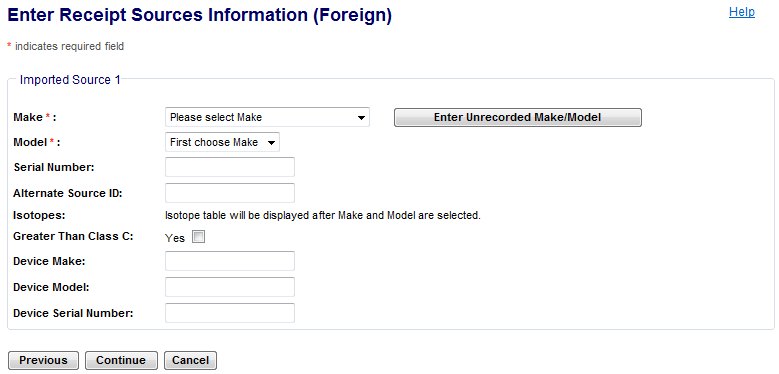 Enter Receipt Sources Information (Foreign)
Help
* indicates required field
Imported Source 1
Make * : Please select Make Enter Unrecorded Make/Model
Model * : First choose Make
Serial Number:
Alternate Source ID:
Isotopes: Isotope table will be displayed after Make and Model are selected.
Greater Than Class C: Yes
Device Make:
Device Model:
Device Serial Number:
Previous Continue Cancel